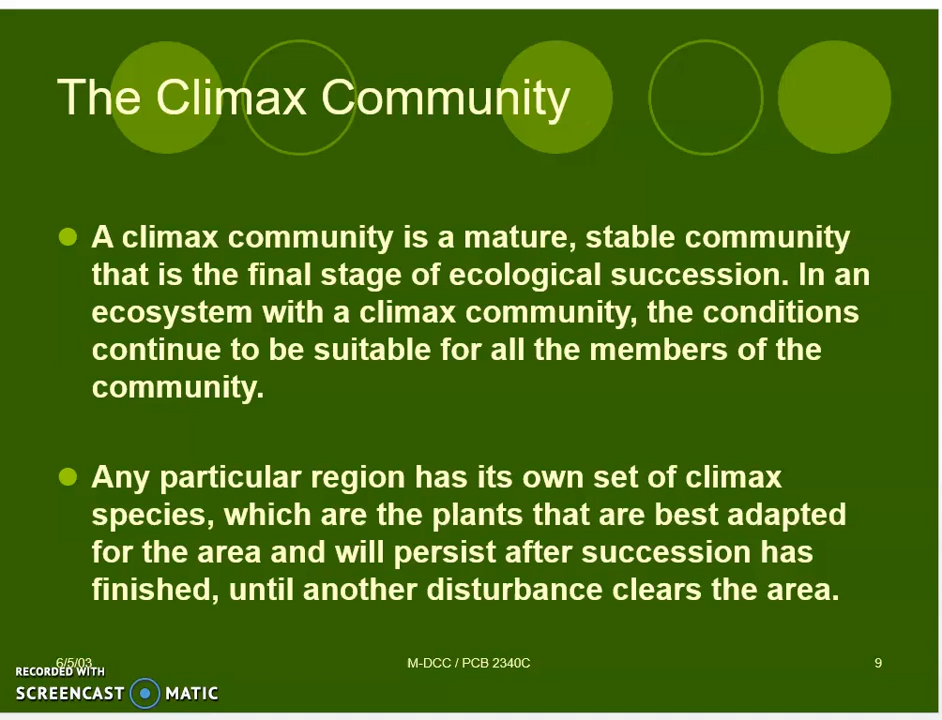 The Climax Community
A climax community is a mature, stable community
that is the final stage of ecological succession. In an
ecosystem with a climax community, the conditions
continue to be suitable for all the members of the
community.
Any particular region has its own set of climax
species, which are the plants that are best adapted
for the area and will persist after succession has
finished, until another disturbance clears the area.
6/5/03
M-DCC / PCB 2340C
9
RECORDED WITH
SCREENCAST MATIC